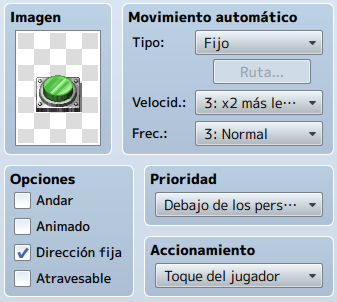 Imagen
Movimiento automático
Tipo:
Fijo
Ruta...
Velocid.:
3: x2 más le...
Frec.:
3: Normal
Opciones
Andar
Animado
Dirección fija
Atravesable
Prioridad
Debajo de los pers...
Accionamiento
Toque del jugador